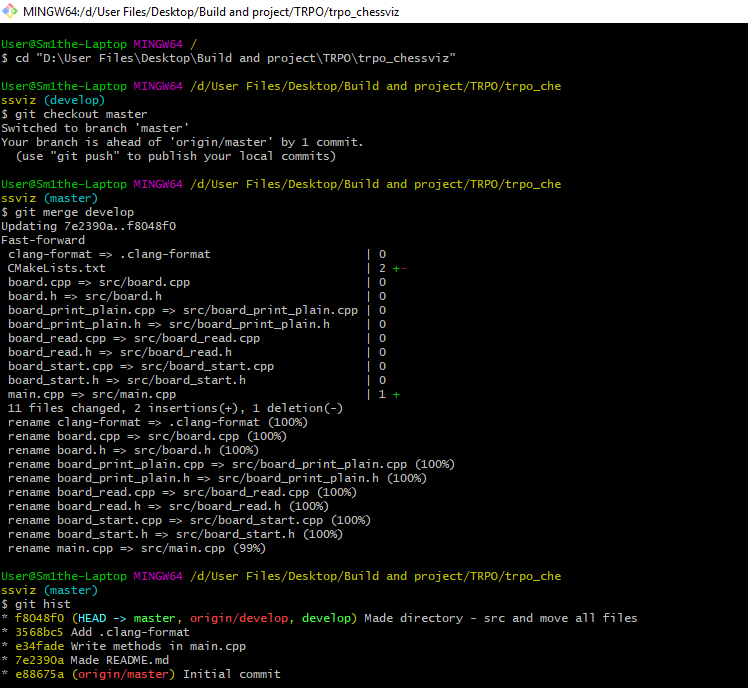 MINGW64:/d/User Files/Desktop/Build and project/TRPO/trpo_chessviz
User@Sm1the-Laptop MINGW64 /
$ cd "D:\User Files\Desktop\Build and project\TRPO\trpo_chessviz"
User@Sm1the-Laptop MINGW64 /d/User Files/Desktop/Build and project/TRPO/trpo_che
ssviz (develop)
$ git checkout master
Switched to branch 'master'
Your branch is ahead of 'origin/master' by 1 commit.
  (use "git push" to publish your local commits)
User@Sm1the-Laptop MINGW64 /d/User Files/Desktop/Build and project/TRPO/trpo_che
ssviz (master)
$ git merge develop
Updating 7e2390a..f8048f0
Fast-forward
 clang-format => .clang-format                      | 0
 CMakeLists.txt                                     | 2 +-
 board.cpp => src/board.cpp                         | 0
 board.h => src/board.h                             | 0
 board_print_plain.cpp => src/board_print_plain.cpp | 0
 board_print_plain.h => src/board_print_plain.h     | 0
 board_read.cpp => src/board_read.cpp               | 0
 board_read.h => src/board_read.h                   | 0
 board_start.cpp => src/board_start.cpp             | 0
 board_start.h => src/board_start.h                 | 0
 main.cpp => src/main.cpp                           | 1 +
 11 files changed, 2 insertions(+), 1 deletion(-)
 rename clang-format => .clang-format (100%)
 rename board.cpp => src/board.cpp (100%)
 rename board.h => src/board.h (100%)
 rename board_print_plain.cpp => src/board_print_plain.cpp (100%)
 rename board_print_plain.h => src/board_print_plain.h (100%)
 rename board_read.cpp => src/board_read.cpp (100%)
 rename board_read.h => src/board_read.h (100%)
 rename board_start.cpp => src/board_start.cpp (100%)
 rename board_start.h => src/board_start.h (100%)
 rename main.cpp => src/main.cpp (99%)
User@Sm1the-Laptop MINGW64 /d/User Files/Desktop/Build and project/TRPO/trpo_che
ssviz (master)
$ git hist
* f8048f0 (HEAD -> master, origin/develop, develop) Made directory - src and move all files
* 3568bc5 Add .clang-format
* e34fade Write methods in main.cpp
* 7e2390a Made README.md
* e88675a (origin/master) Initial commit